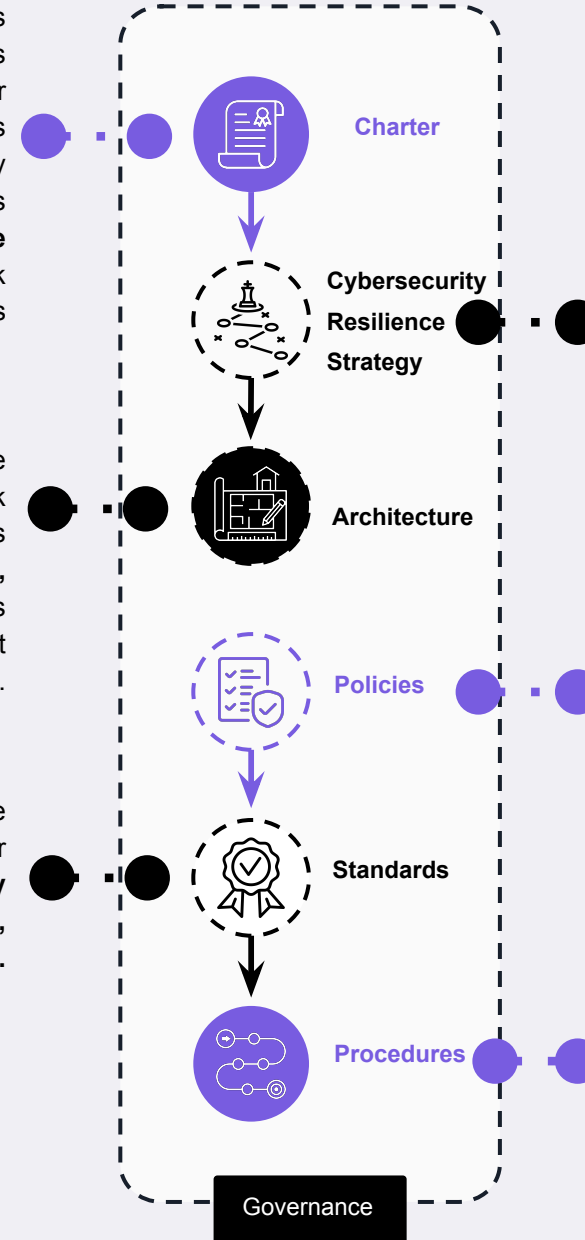 Charter
Cybersecurity
Resilience
Strategy
Architecture
Policies
Standards
Procedures
Governance